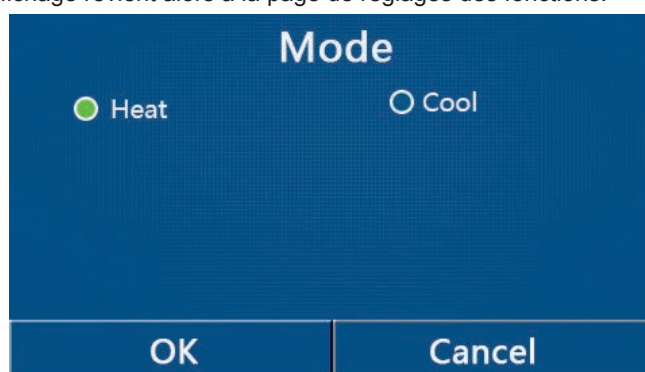 revient alors à la page de réglages des fonctions.
Mode
Heat Cool
OK Cancel